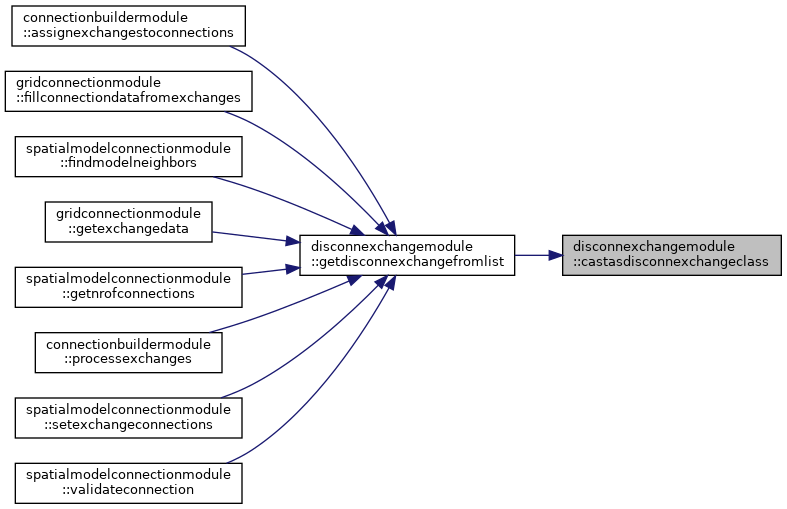 connectionbuildermodule
::assignexchangestoconnections
gridconnectionmodule
::fillconnectiondatafromexchanges
spatialmodelconnectionmodule
::findmodelneighbors
gridconnectionmodule
::getexchangedata
spatialmodelconnectionmodule
::getnrofconnections
connectionbuildermodule
::processexchanges
spatialmodelconnectionmodule
::setexchangeconnections
spatialmodelconnectionmodule
::validateconnection
disconnexchangemodule
::getdisconnexchangefromlist
disconnexchangemodule
::castasdisconnexchangeclass